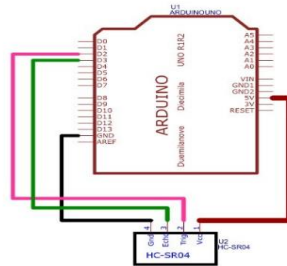 U1
ARDUINOUNO
D0
D1
D2
D3
D4
D5
D6
D7
D8
D9
D10
D11
D12
D13
GND
AREF
ARDUINO
Duemilanove
Diecimila
UNO R1R2
A5
A4
A3
A2
A1
A0
VIN
GND1
GND2
5V
3V
RESET
Gnd 4
Echo 3
Trig 2
Vcc 1
HC-SR04
U2
HC-SR04